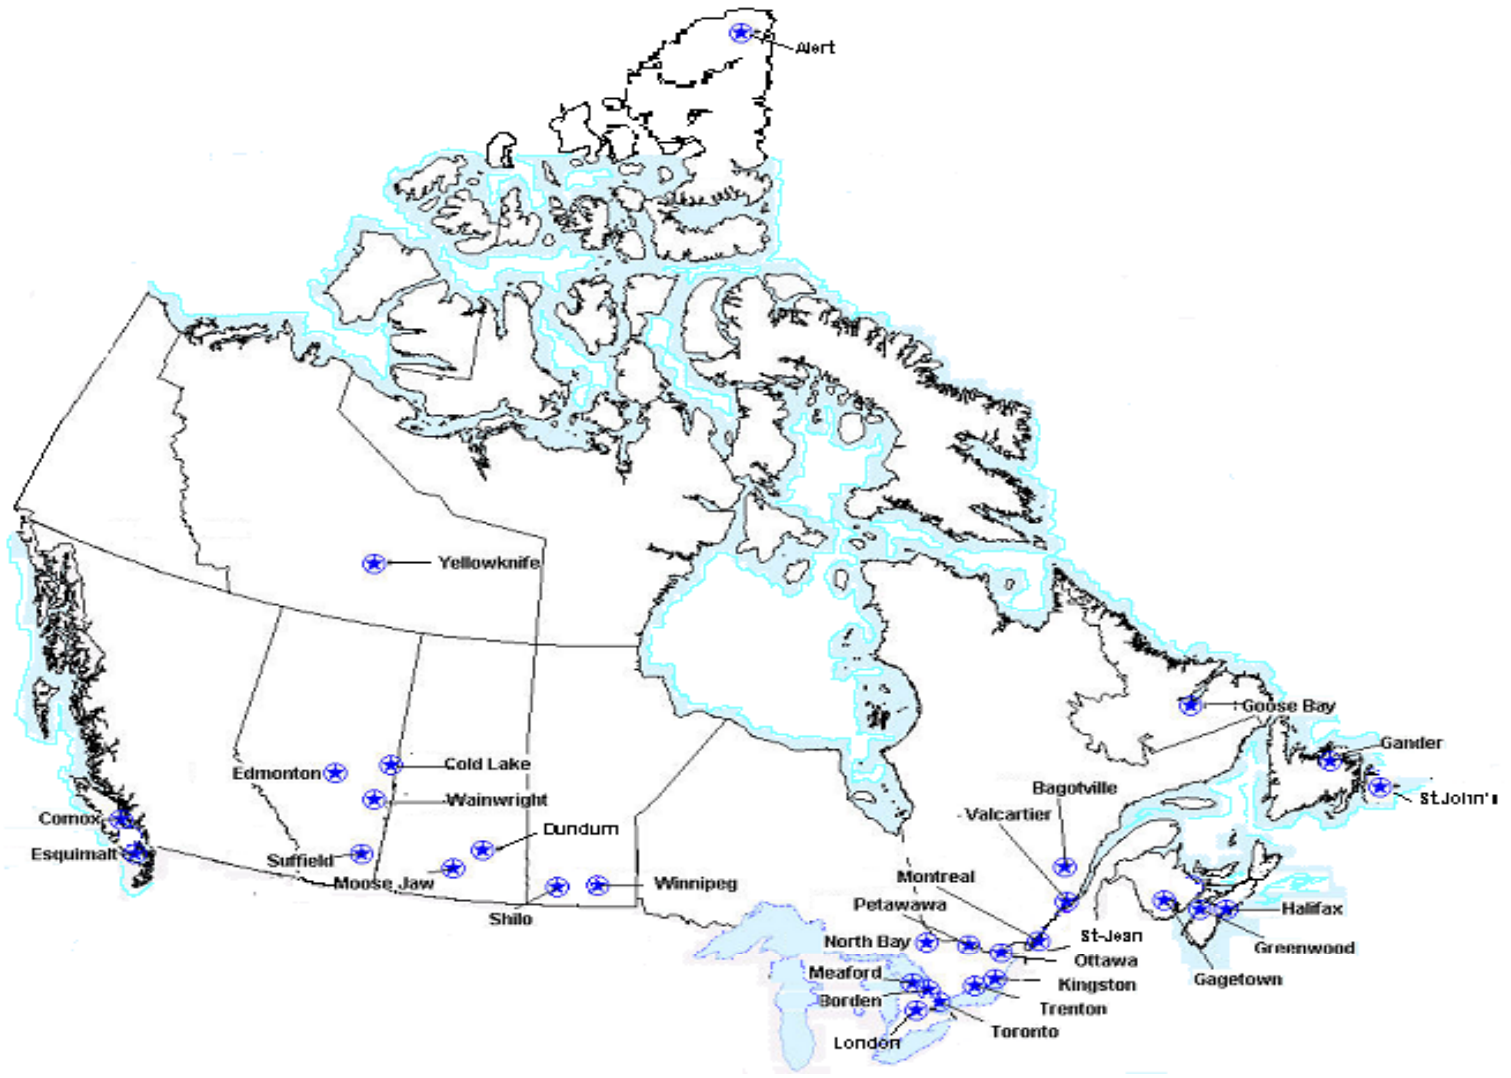 Alert
Yellowknife
Goose Bay
Gander
St.John's
Cold Lake
Edmonton
Wainwright
Bagotville
Valcartier
Comox
Dundurn
Esquimalt
Suffield
Moose Jaw
Winnipeg
Shilo
Montreal
Petawawa
Halifax
St-Jean
North Bay
Greenwood
Ottawa
Meaford
Gagetown
Kingston
Borden
Trenton
Toronto
London